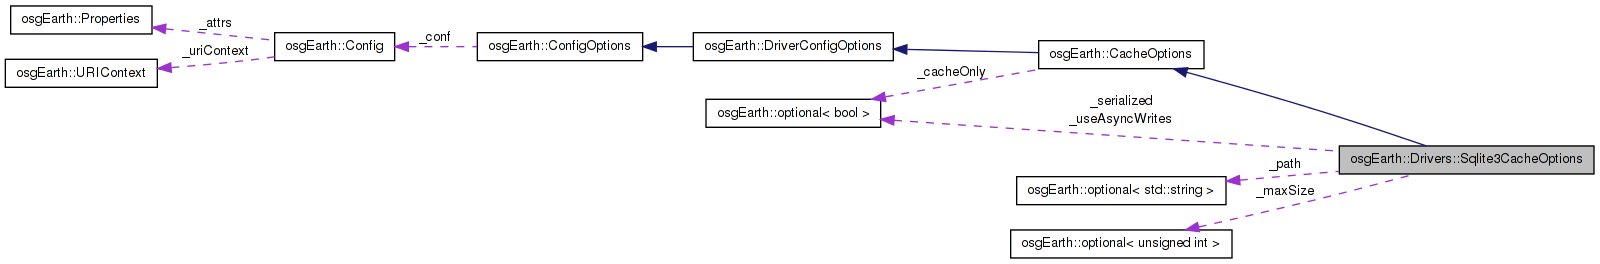 osgEarth::Properties
_attrs
_uriContext
osgEarth::URIContext
osgEarth::Config
_conf
osgEarth::ConfigOptions
osgEarth::DriverConfigOptions
osgEarth::CacheOptions
_cacheOnly
osgEarth::optional< bool >
_serialized
_useAsyncWrites
osgEarth::Drivers::Sqlite3CacheOptions
_path
osgEarth::optional< std::string >
_maxSize
osgEarth::optional< unsigned int >